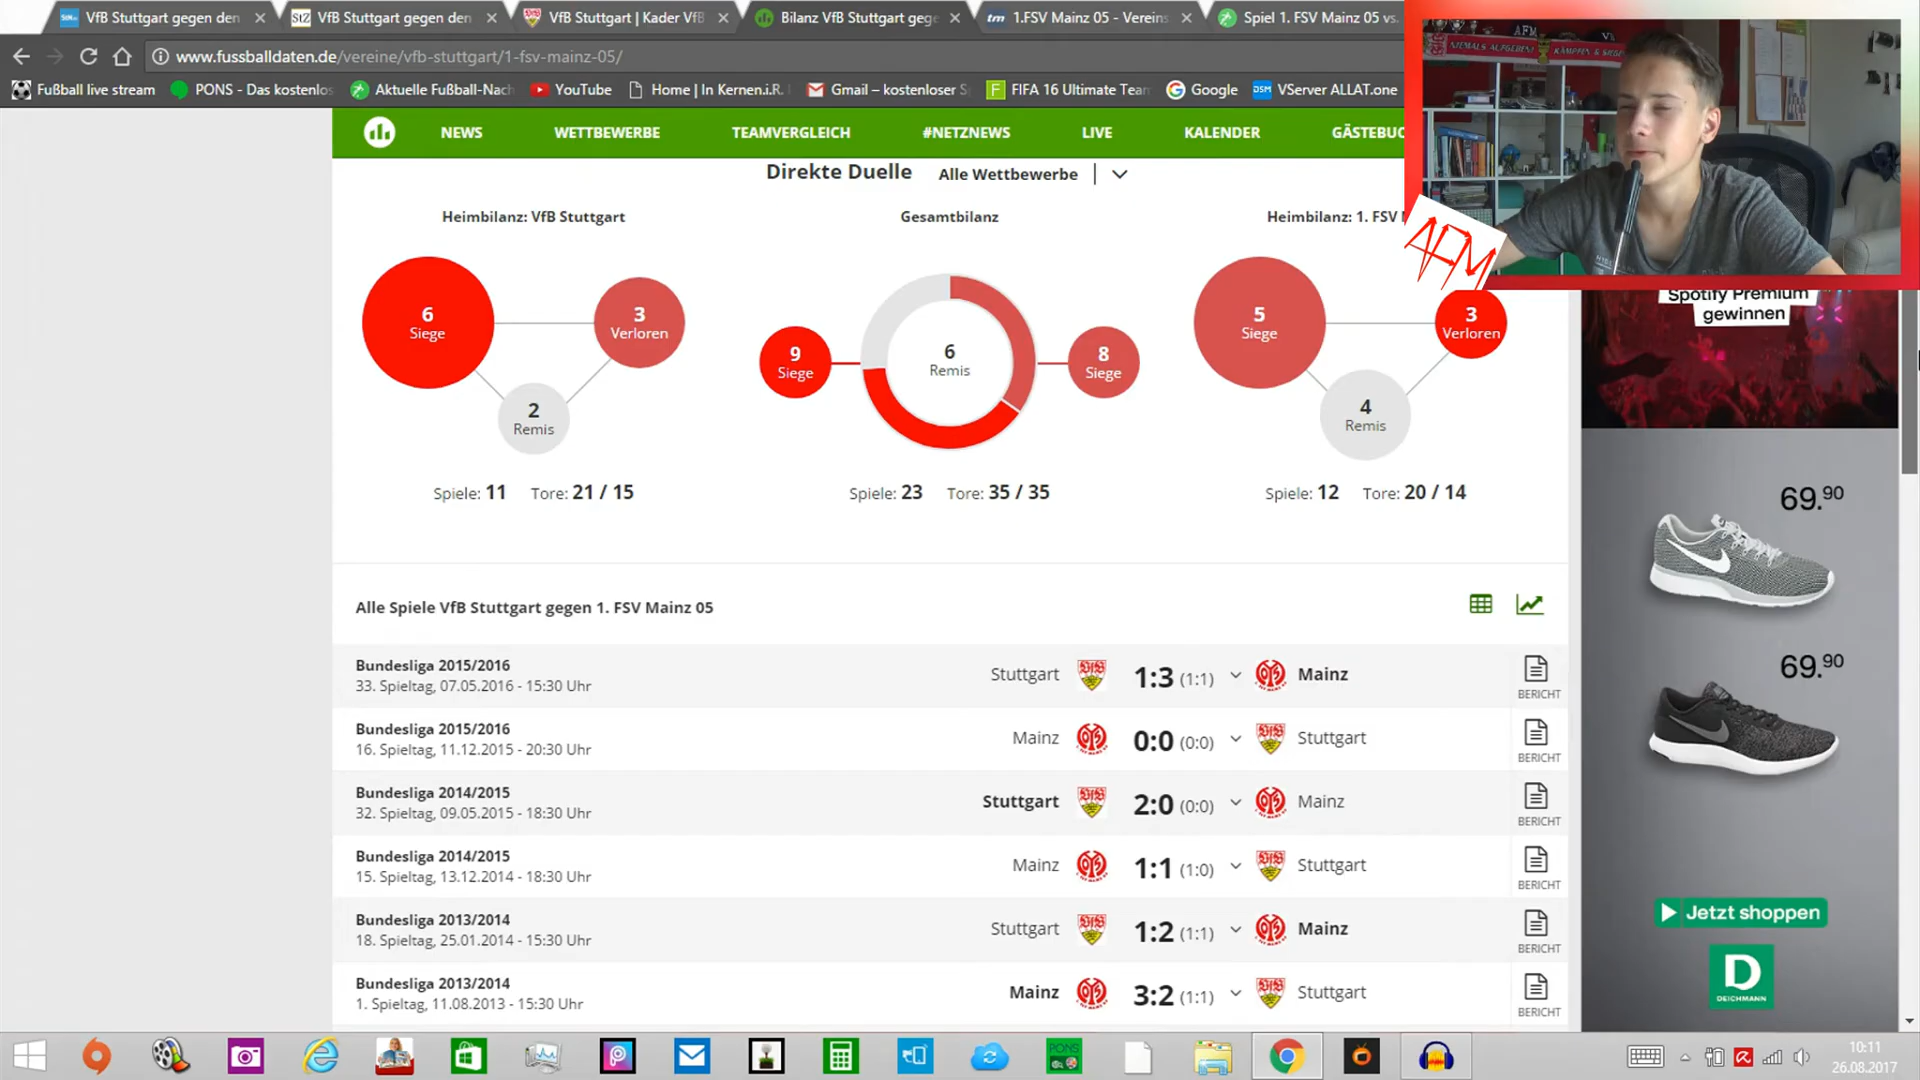 VfB Stuttgart gegen den
VfB Stuttgart gegen den
VfB Stuttgart | Kader VfB
Bilanz VfB Stuttgart gege
1.FSV Mainz 05 - Vereins
Spiel 1. FSV Mainz 05 vs.
www.fussballdaten.de/vereine/vfb-stuttgart/1-fsv-mainz-05/
Fußball live stream
PONS - Das kostenlos
Aktuelle Fußball-Nach
YouTube
Home | In Kernen.i.R.
Gmail – kostenloser S
FIFA 16 Ultimate Team
Google
VServer ALLAT.one
NEWS
WETTBEWERBE
TEAMVERGLEICH
#NETZNEWS
LIVE
KALENDER
GÄSTEBUC
NIEMALS AUFGEBEN!
AFM
Direkte Duelle
Alle Wettbewerbe
Heimbilanz: VfB Stuttgart
Gesamtbilanz
Heimbilanz: 1. FSV
6 Siege
3 Verloren
2 Remis
9 Siege
6 Remis
8 Siege
5 Siege
3 Verloren
4 Remis
Spiele: 11 Tore: 21 / 15
Spiele: 23 Tore: 35 / 35
Spiele: 12 Tore: 20 / 14
Spotify Premium
gewinnen
69.90
69.90
Jetzt shoppen
D
DEICHMANN
Alle Spiele VfB Stuttgart gegen 1. FSV Mainz 05
Bundesliga 2015/2016
33. Spieltag, 07.05.2016 - 15:30 Uhr
Stuttgart 1:3 (1:1) Mainz
BERICHT
Bundesliga 2015/2016
16. Spieltag, 11.12.2015 - 20:30 Uhr
Mainz 0:0 (0:0) Stuttgart
BERICHT
Bundesliga 2014/2015
32. Spieltag, 09.05.2015 - 18:30 Uhr
Stuttgart 2:0 (0:0) Mainz
BERICHT
Bundesliga 2014/2015
15. Spieltag, 13.12.2014 - 18:30 Uhr
Mainz 1:1 (1:0) Stuttgart
BERICHT
Bundesliga 2013/2014
18. Spieltag, 25.01.2014 - 15:30 Uhr
Stuttgart 1:2 (1:1) Mainz
BERICHT
Bundesliga 2013/2014
1. Spieltag, 11.08.2013 - 15:30 Uhr
Mainz 3:2 (1:1) Stuttgart
BERICHT
PONS
10:11
26.08.2017